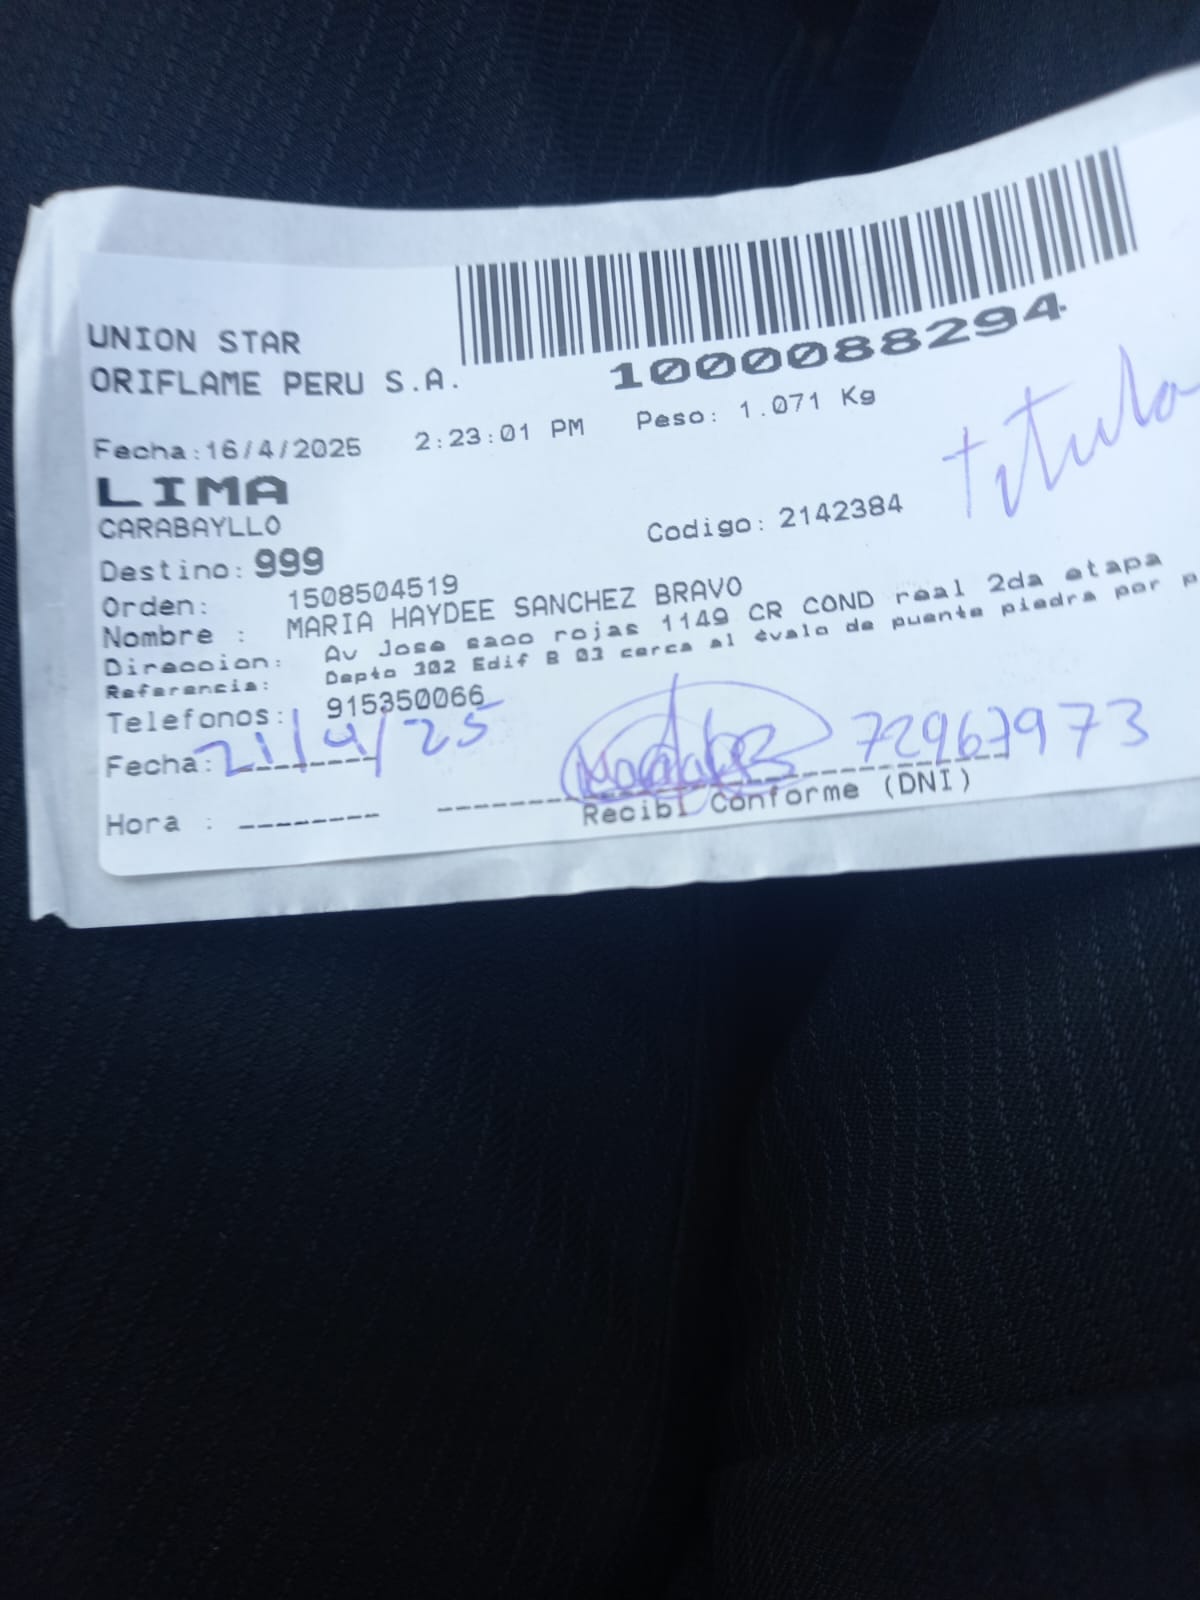 UNION STAR
ORIFLAME PERU S.A.
1000088294
Fecha:16/4/2025 2:23:01 PM Peso: 1.071 Kg
LIMA
CARABAYLLO
Codigo: 2142384
Titula
Destino: 999
Orden: 1508504519
Nombre : MARIA HAYDEE SANCHEZ BRAVO
Direccion: Av Jose saco rojas 1149 CR COND real 2da etapa
Referencia: Depto 302 Edif B 03 cerca al óvalo de puente piedra por p
Telefonos: 915350066
Fecha: 21/4/25
72963973
Hora :
Recibi Conforme (DNI)